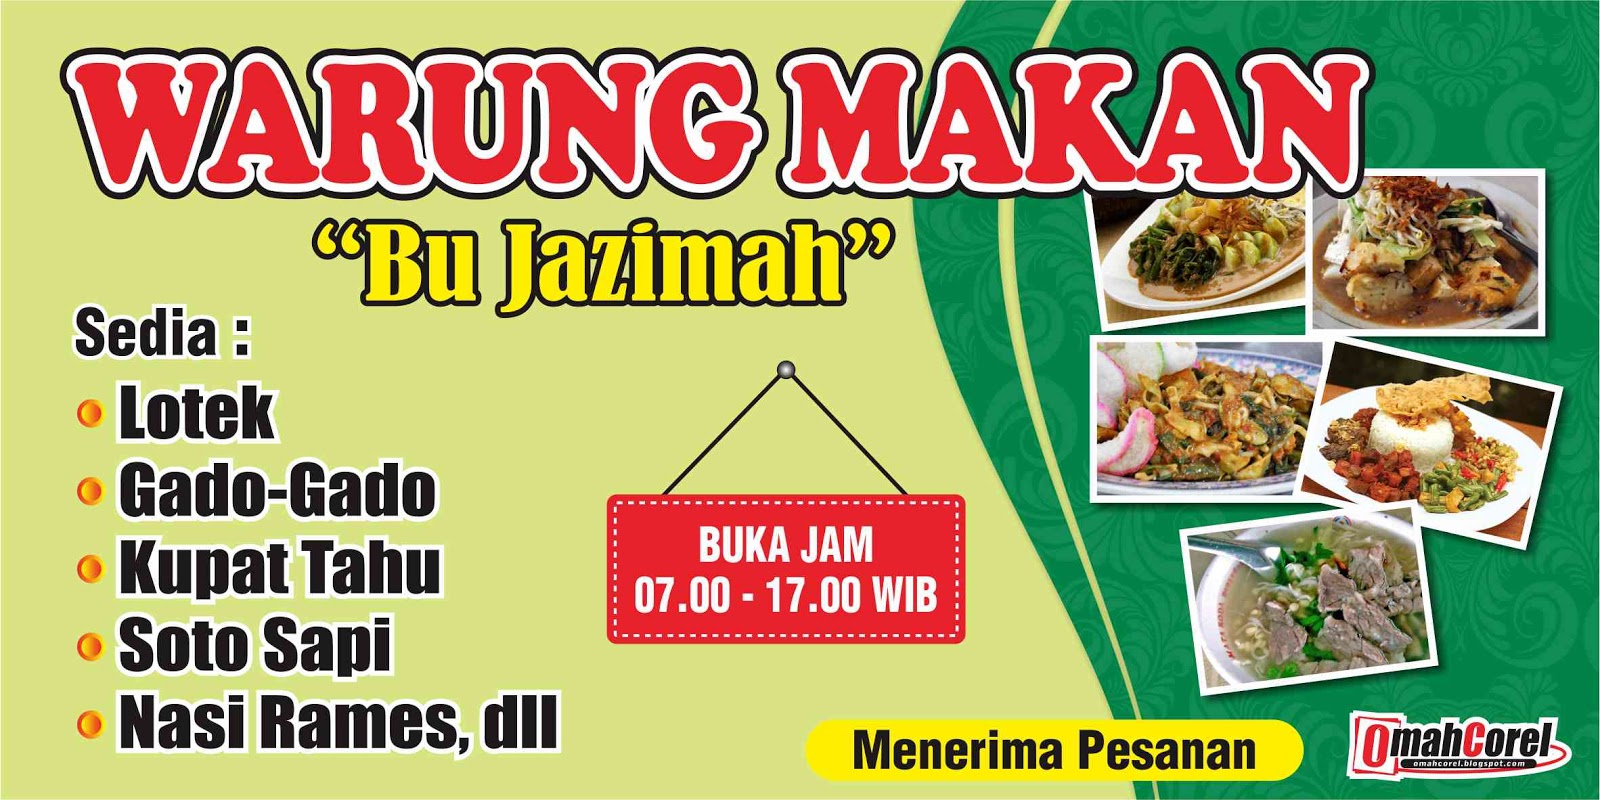 WARUNG MAKAN
“Bu Jazimah”
Sedia :
Lotek
Gado-Gado
Kupat Tahu
Soto Sapi
Nasi Rames, dll
BUKA JAM
07.00 - 17.00 WIB
Menerima Pesanan
OmahCorel
omahcorel.blogspot.com